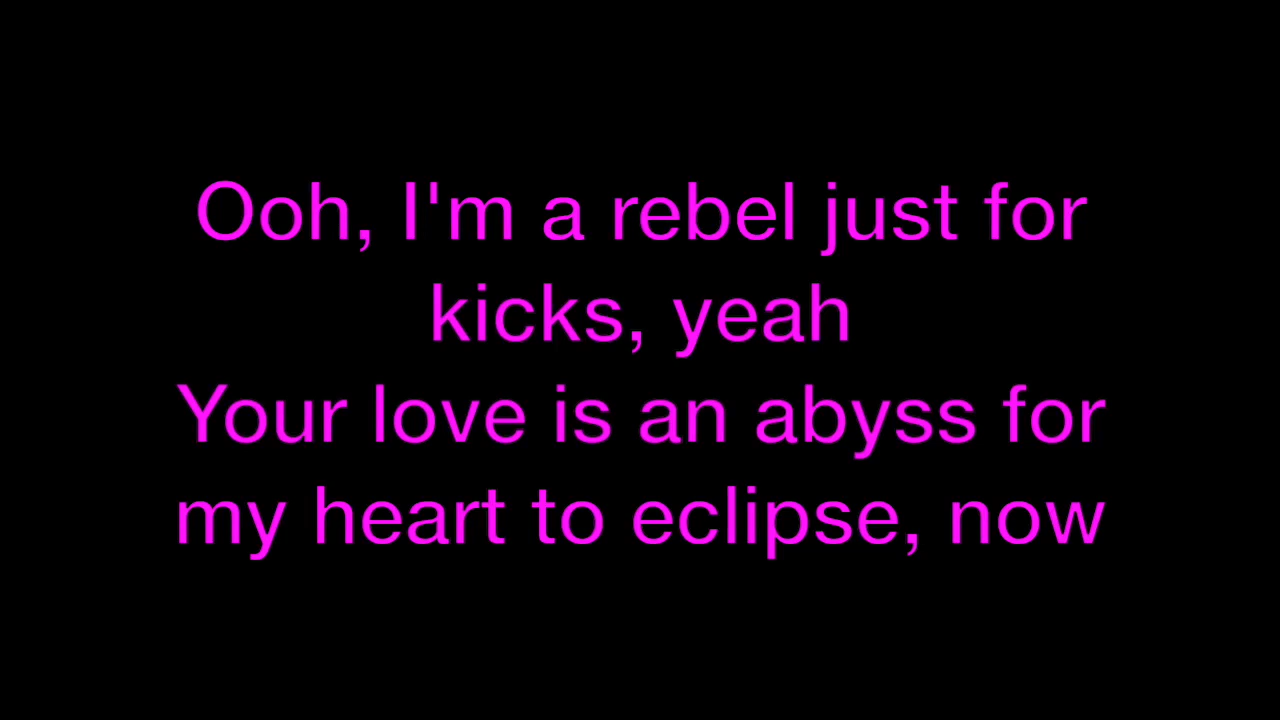 Ooh, I'm a rebel just for
kicks, yeah
Your love is an abyss for
my heart to eclipse, now